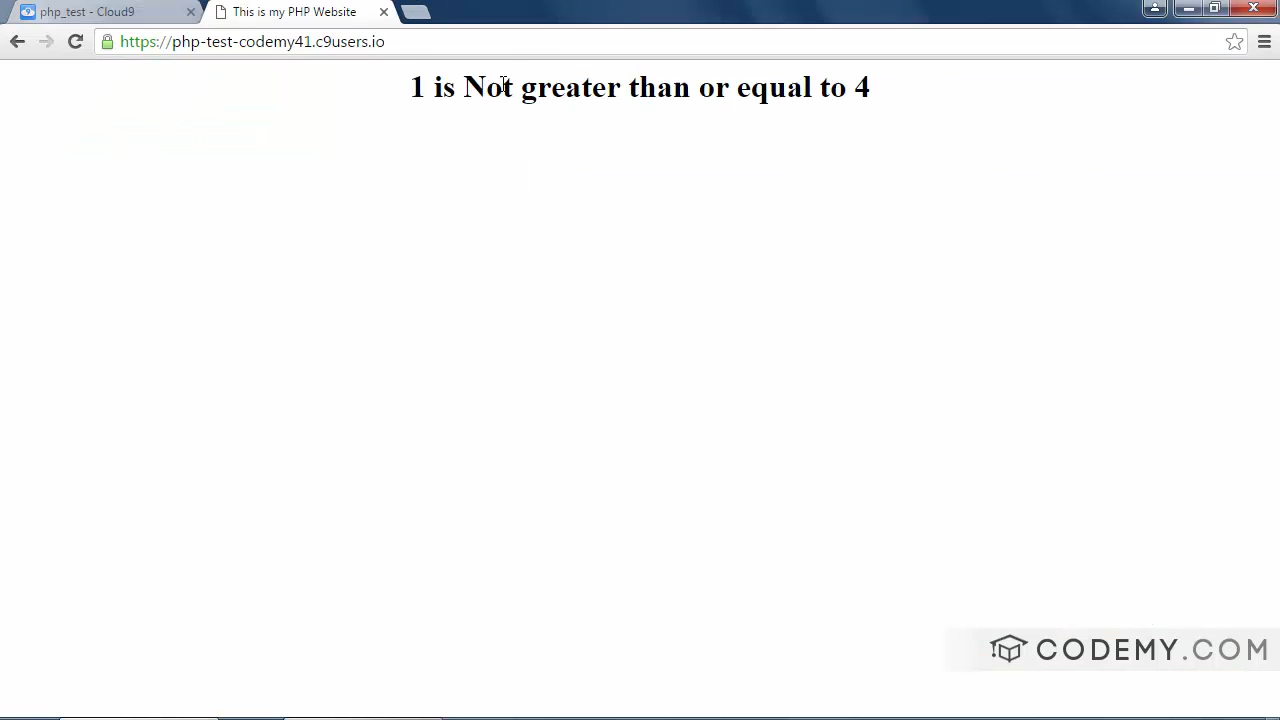 php_test - Cloud9
This is my PHP Website
https://php-test-codemy41.c9users.io
1 is Not greater than or equal to 4
CODEMY.COM